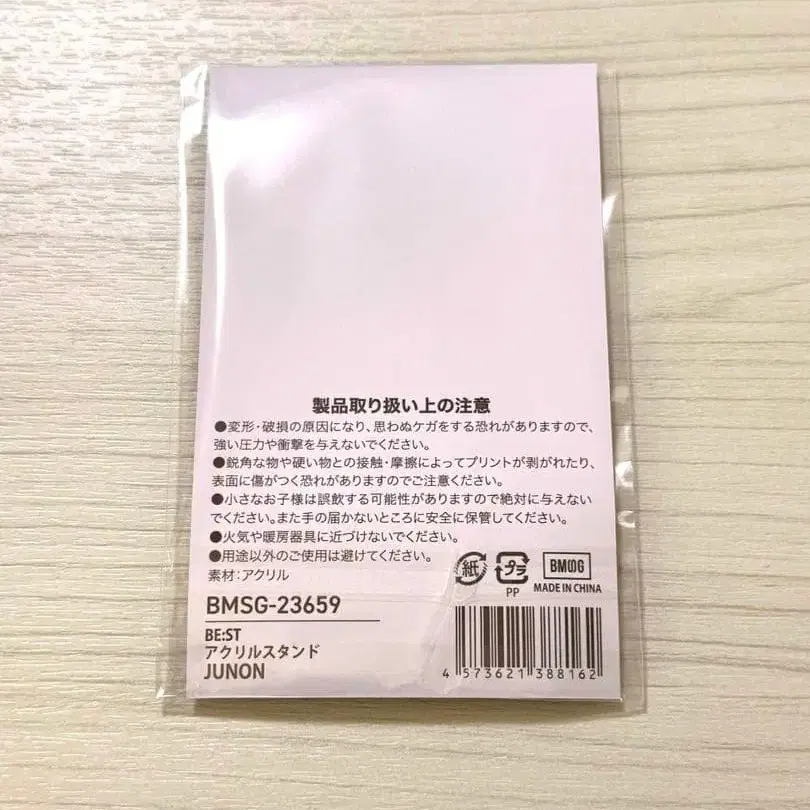 製品取り扱い上の注意
●変形・破損の原因になり、思わぬケガをする恐れがありますので、
強い圧力や衝撃を与えないでください。
●鋭角な物や硬い物との接触・摩擦によってプリントが剥がれたり、
表面に傷がつく恐れがありますのでご注意ください。
●小さなお子様は誤飲する可能性がありますので絶対に与えない
でください。また手の届かないところに安全に保管してください。
●火気や暖房器具に近づけないでください。
●用途以外のご使用は避けてください。
素材：アクリル
紙
プラ
PP
BMSG
MADE IN CHINA
BMSG-23659
BE:ST
アクリルスタンド
JUNON
4 573621 388162